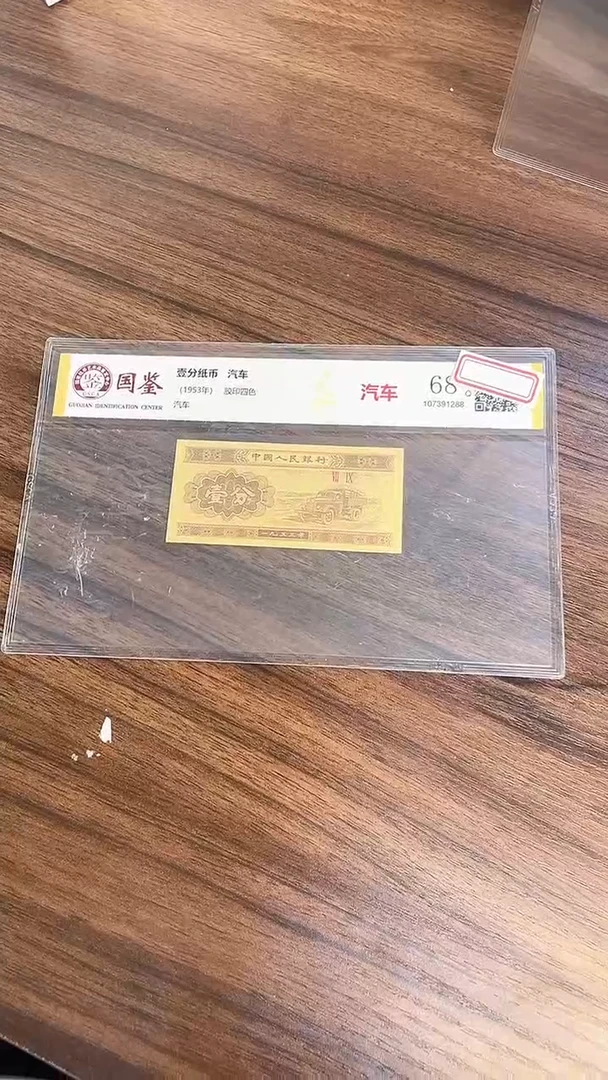 国鉴
GUOJIAN IDENTIFICATION CENTER
壹分纸币 汽车
(1953年) 胶印四色
汽车
汽车
68
107391288
中国人民银行
VII IX
壹分
一九五三年